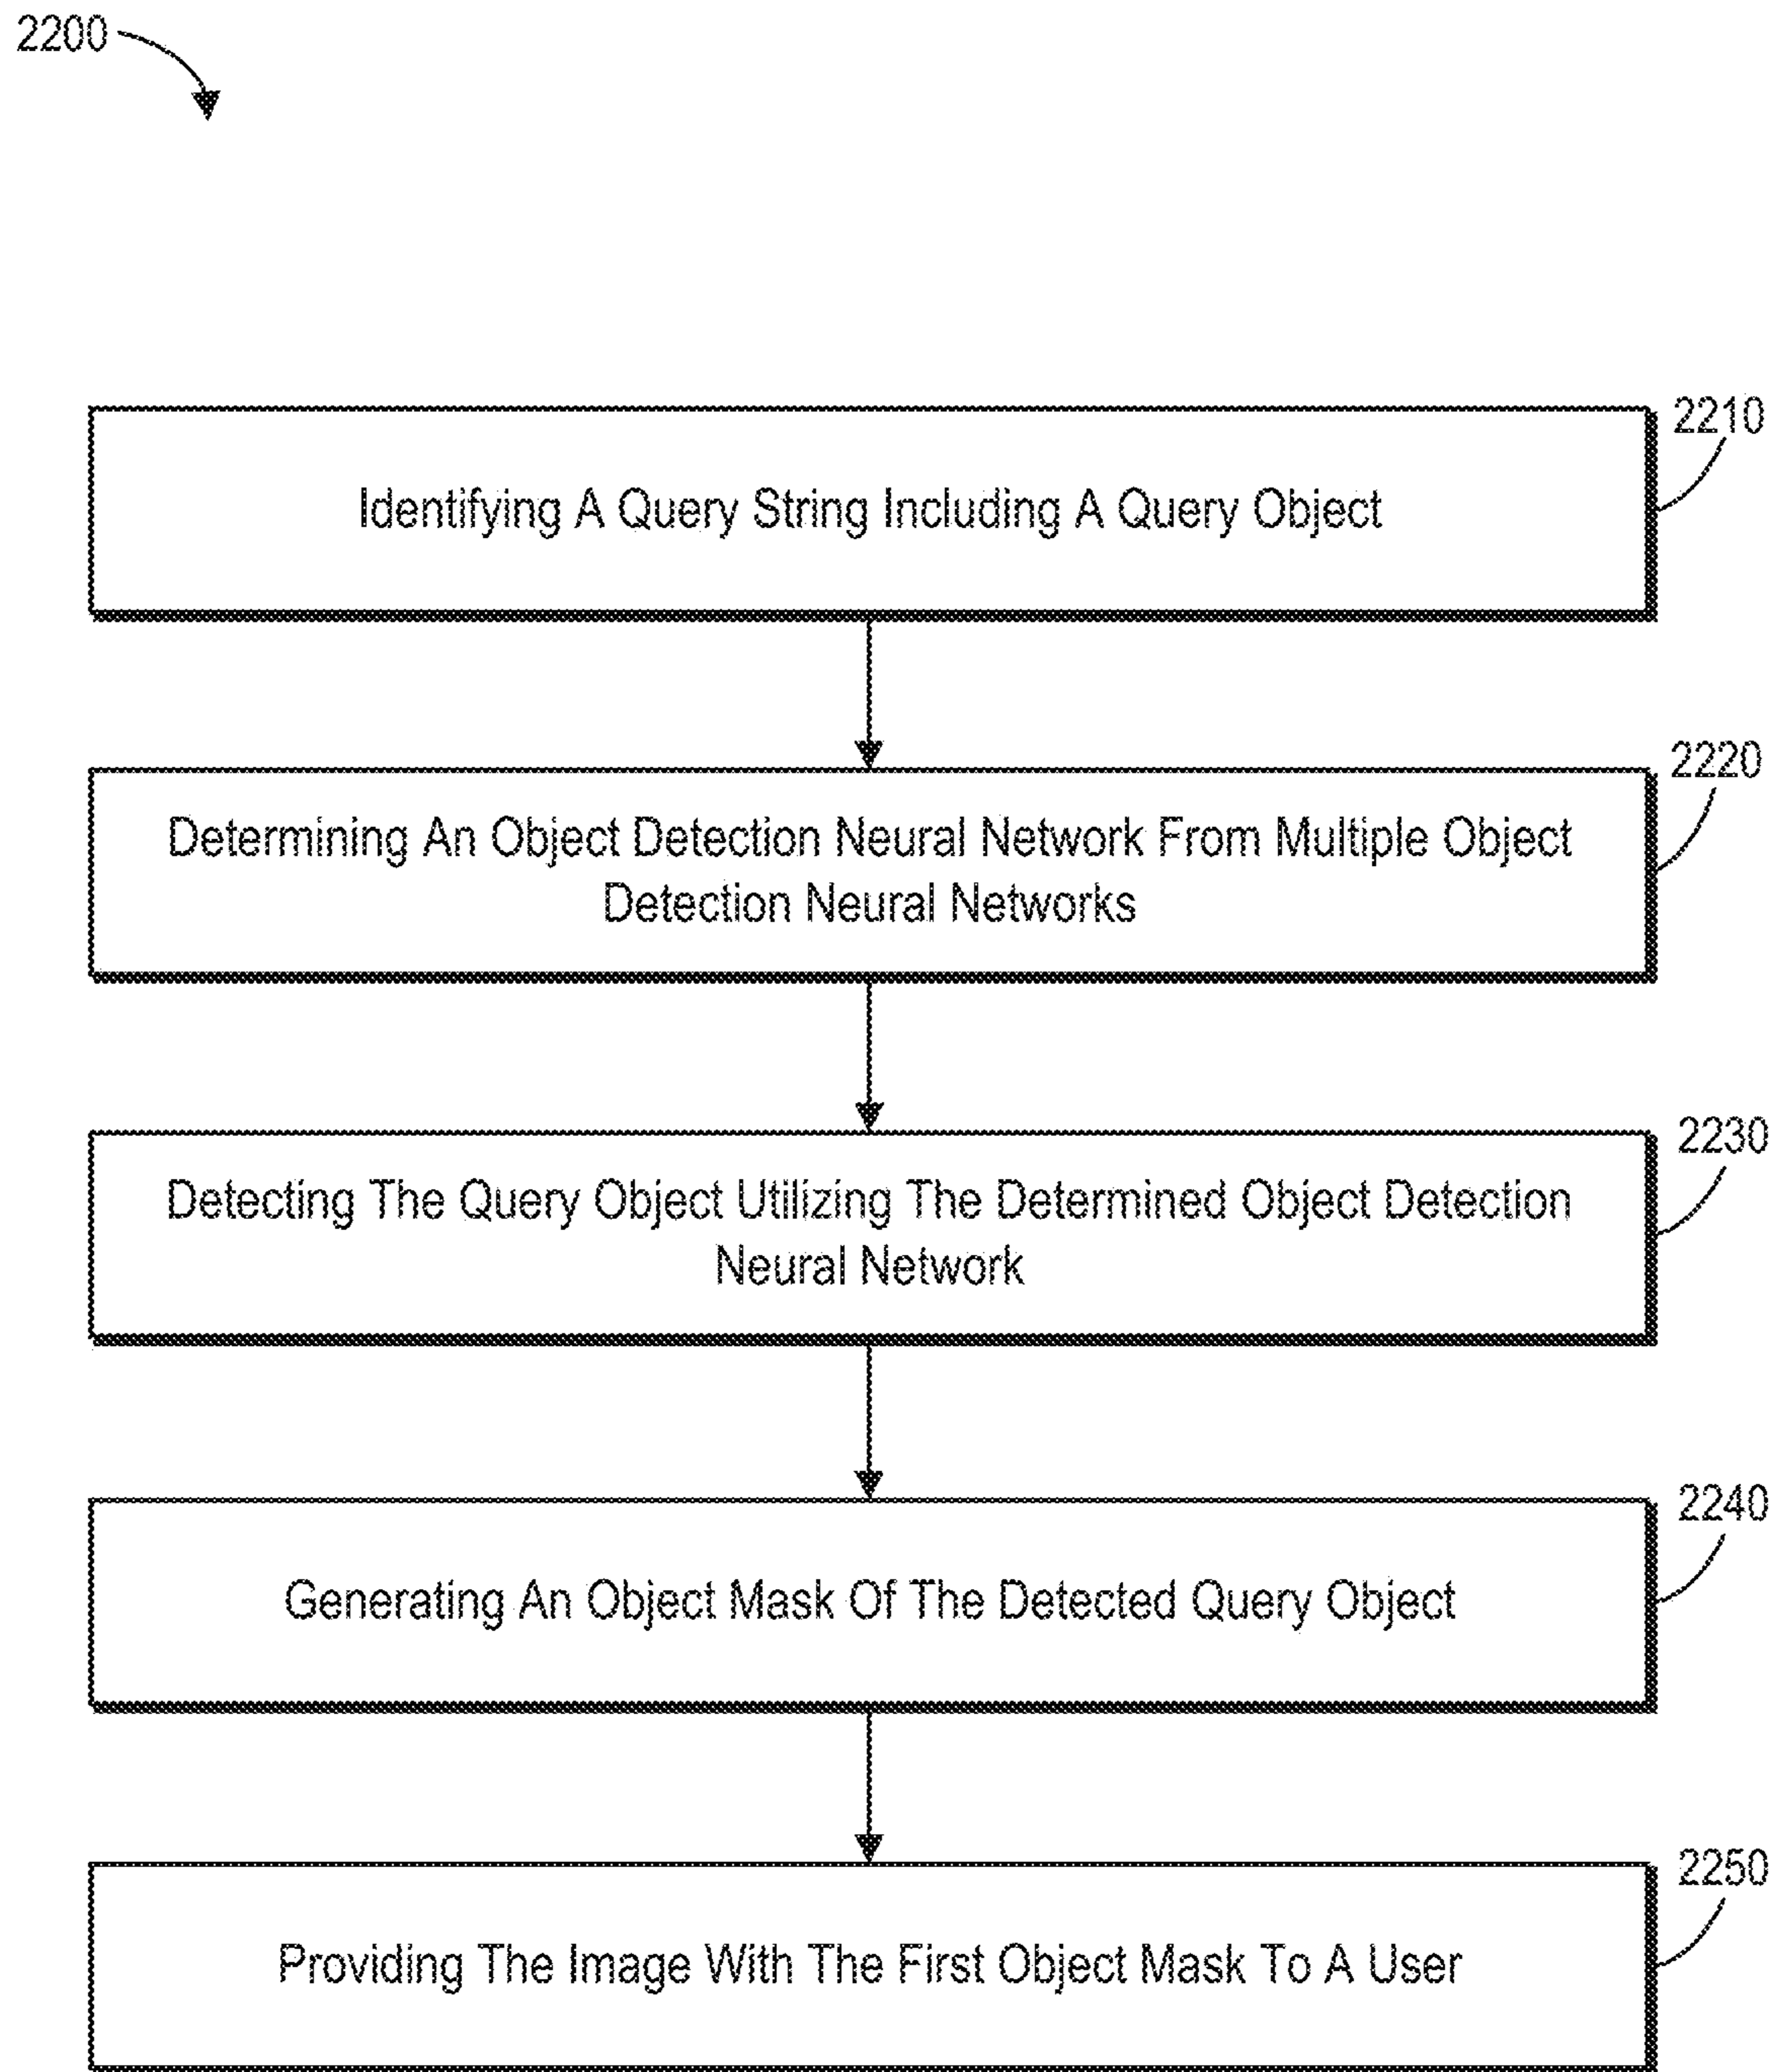 2200
2210
Identifying A Query String Including A Query Object
2220
Determining An Object Detection Neural Network From Multiple Object
Detection Neural Networks
2230
Detecting The Query Object Utilizing The Determined Object Detection
Neural Network
2240
Generating An Object Mask Of The Detected Query Object
2250
Providing The Image With The First Object Mask To A User